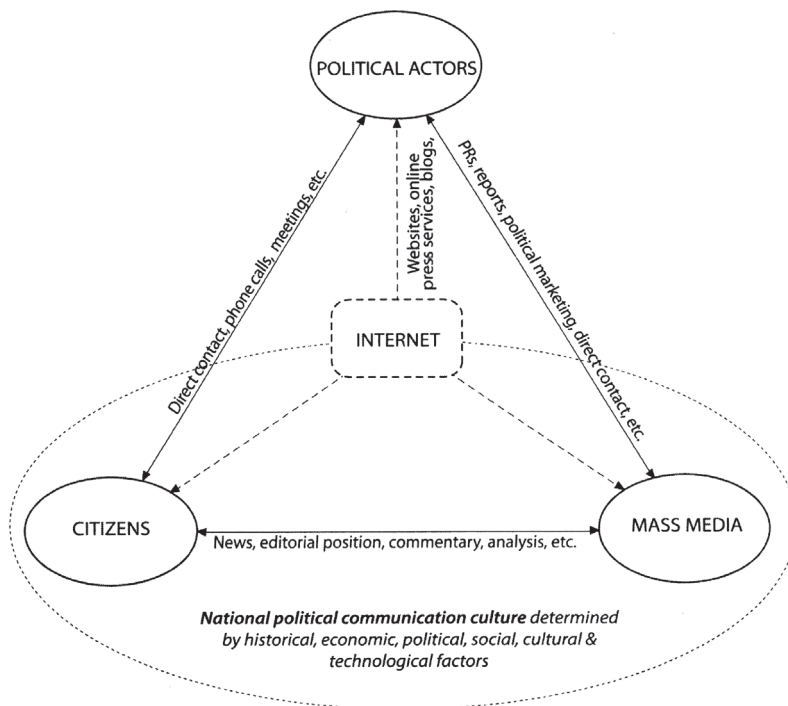 POLITICAL ACTORS
Direct contact, phone calls, meetings, etc.
Websites, online
press services, blogs,
PRs, reports, political marketing, direct contact, etc.
INTERNET
CITIZENS
MASS MEDIA
News, editorial position, commentary, analysis, etc.
National political communication culture determined
by historical, economic, political, social, cultural &
technological factors